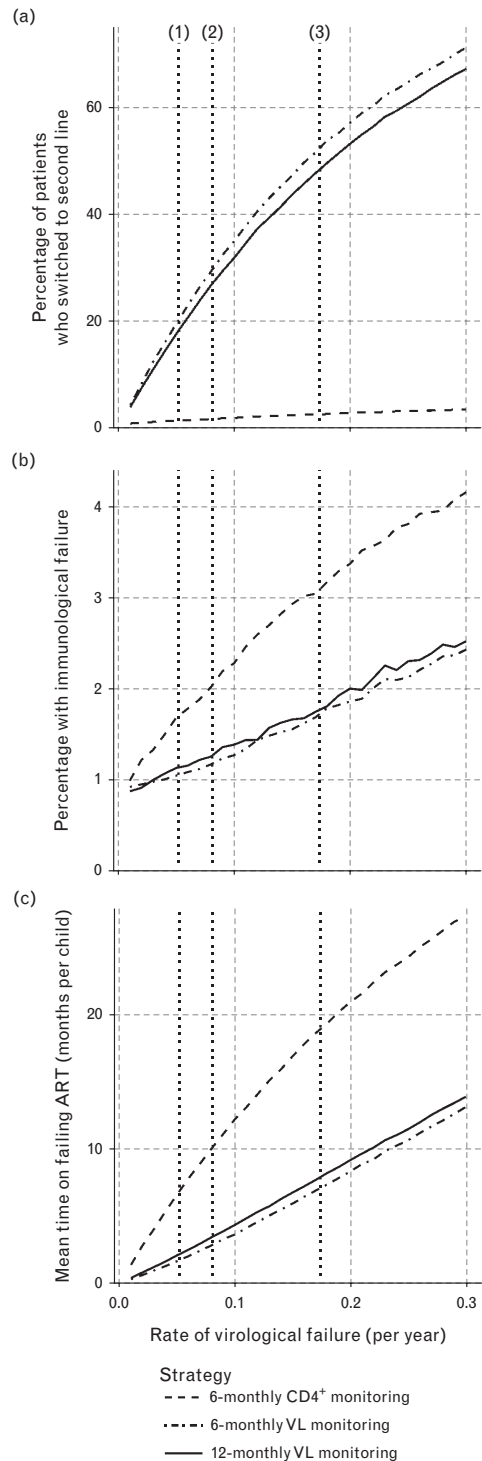 (a)
(1) (2) (3)
Percentage of patients
who switched to second line
60
40
20
0
(b)
Percentage with immunological failure
4
3
2
1
0
(c)
Mean time on failing ART (months per child)
20
10
0
0.0 0.1 0.2 0.3
Rate of virological failure (per year)
Strategy
6-monthly CD4⁺ monitoring
6-monthly VL monitoring
12-monthly VL monitoring